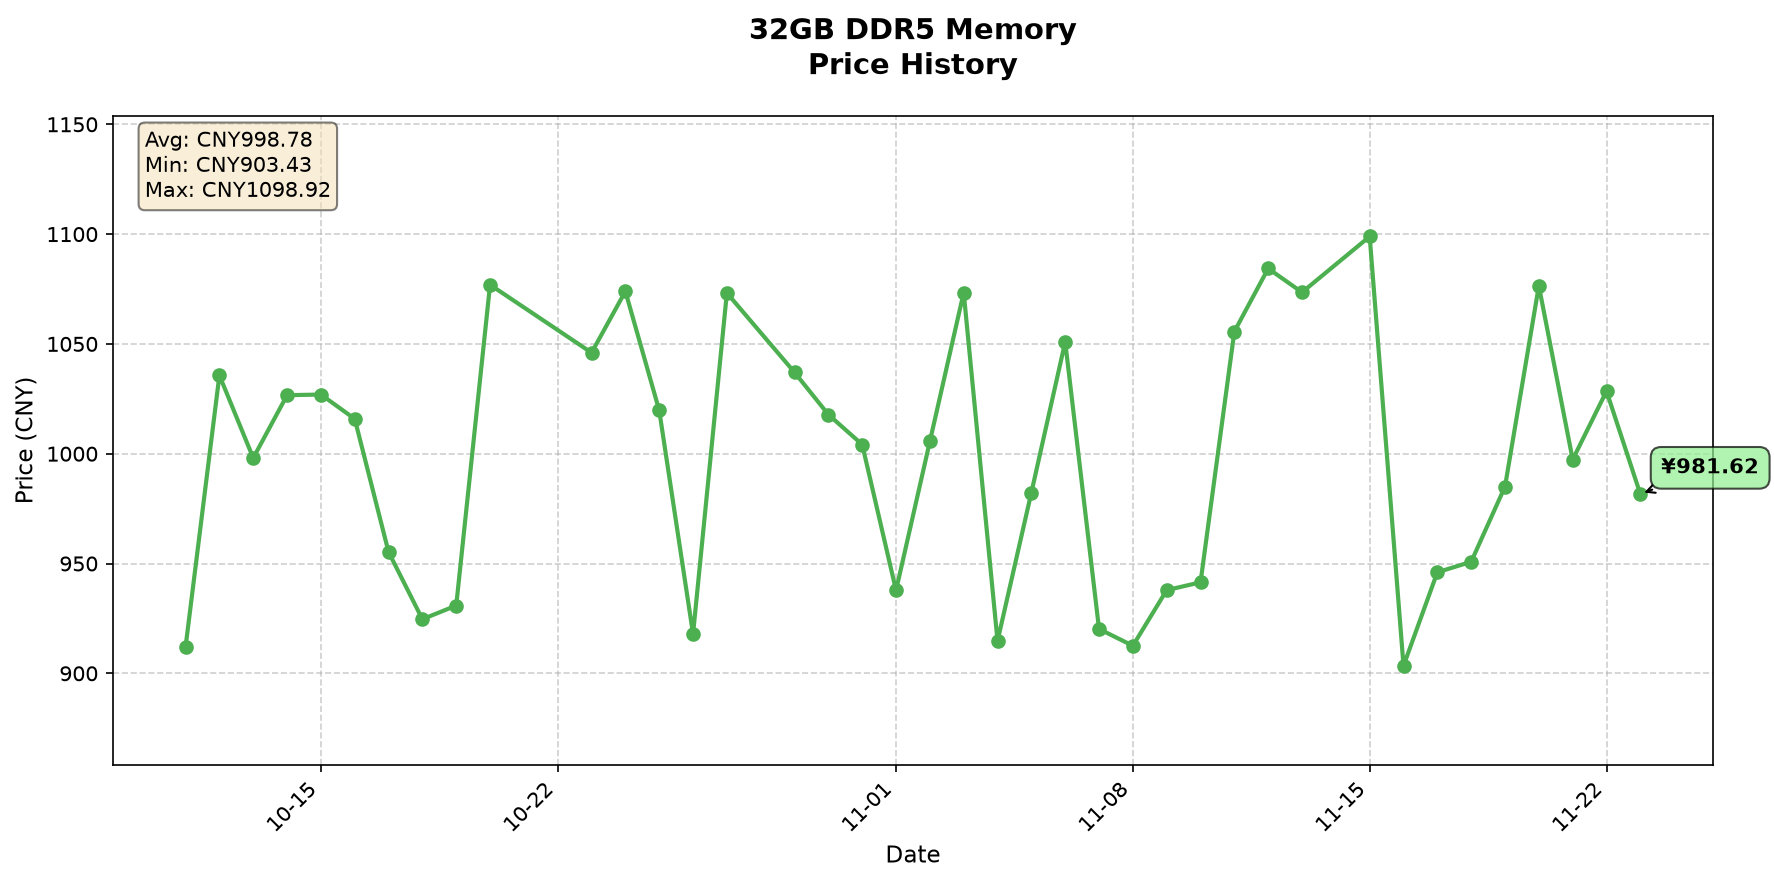 32GB DDR5 Memory
Price History
Avg: CNY998.78
Min: CNY903.43
Max: CNY1098.92
1150
1100
1050
1000
950
900
Price (CNY)
¥981.62
10-15
10-22
11-01
11-08
11-15
11-22
Date